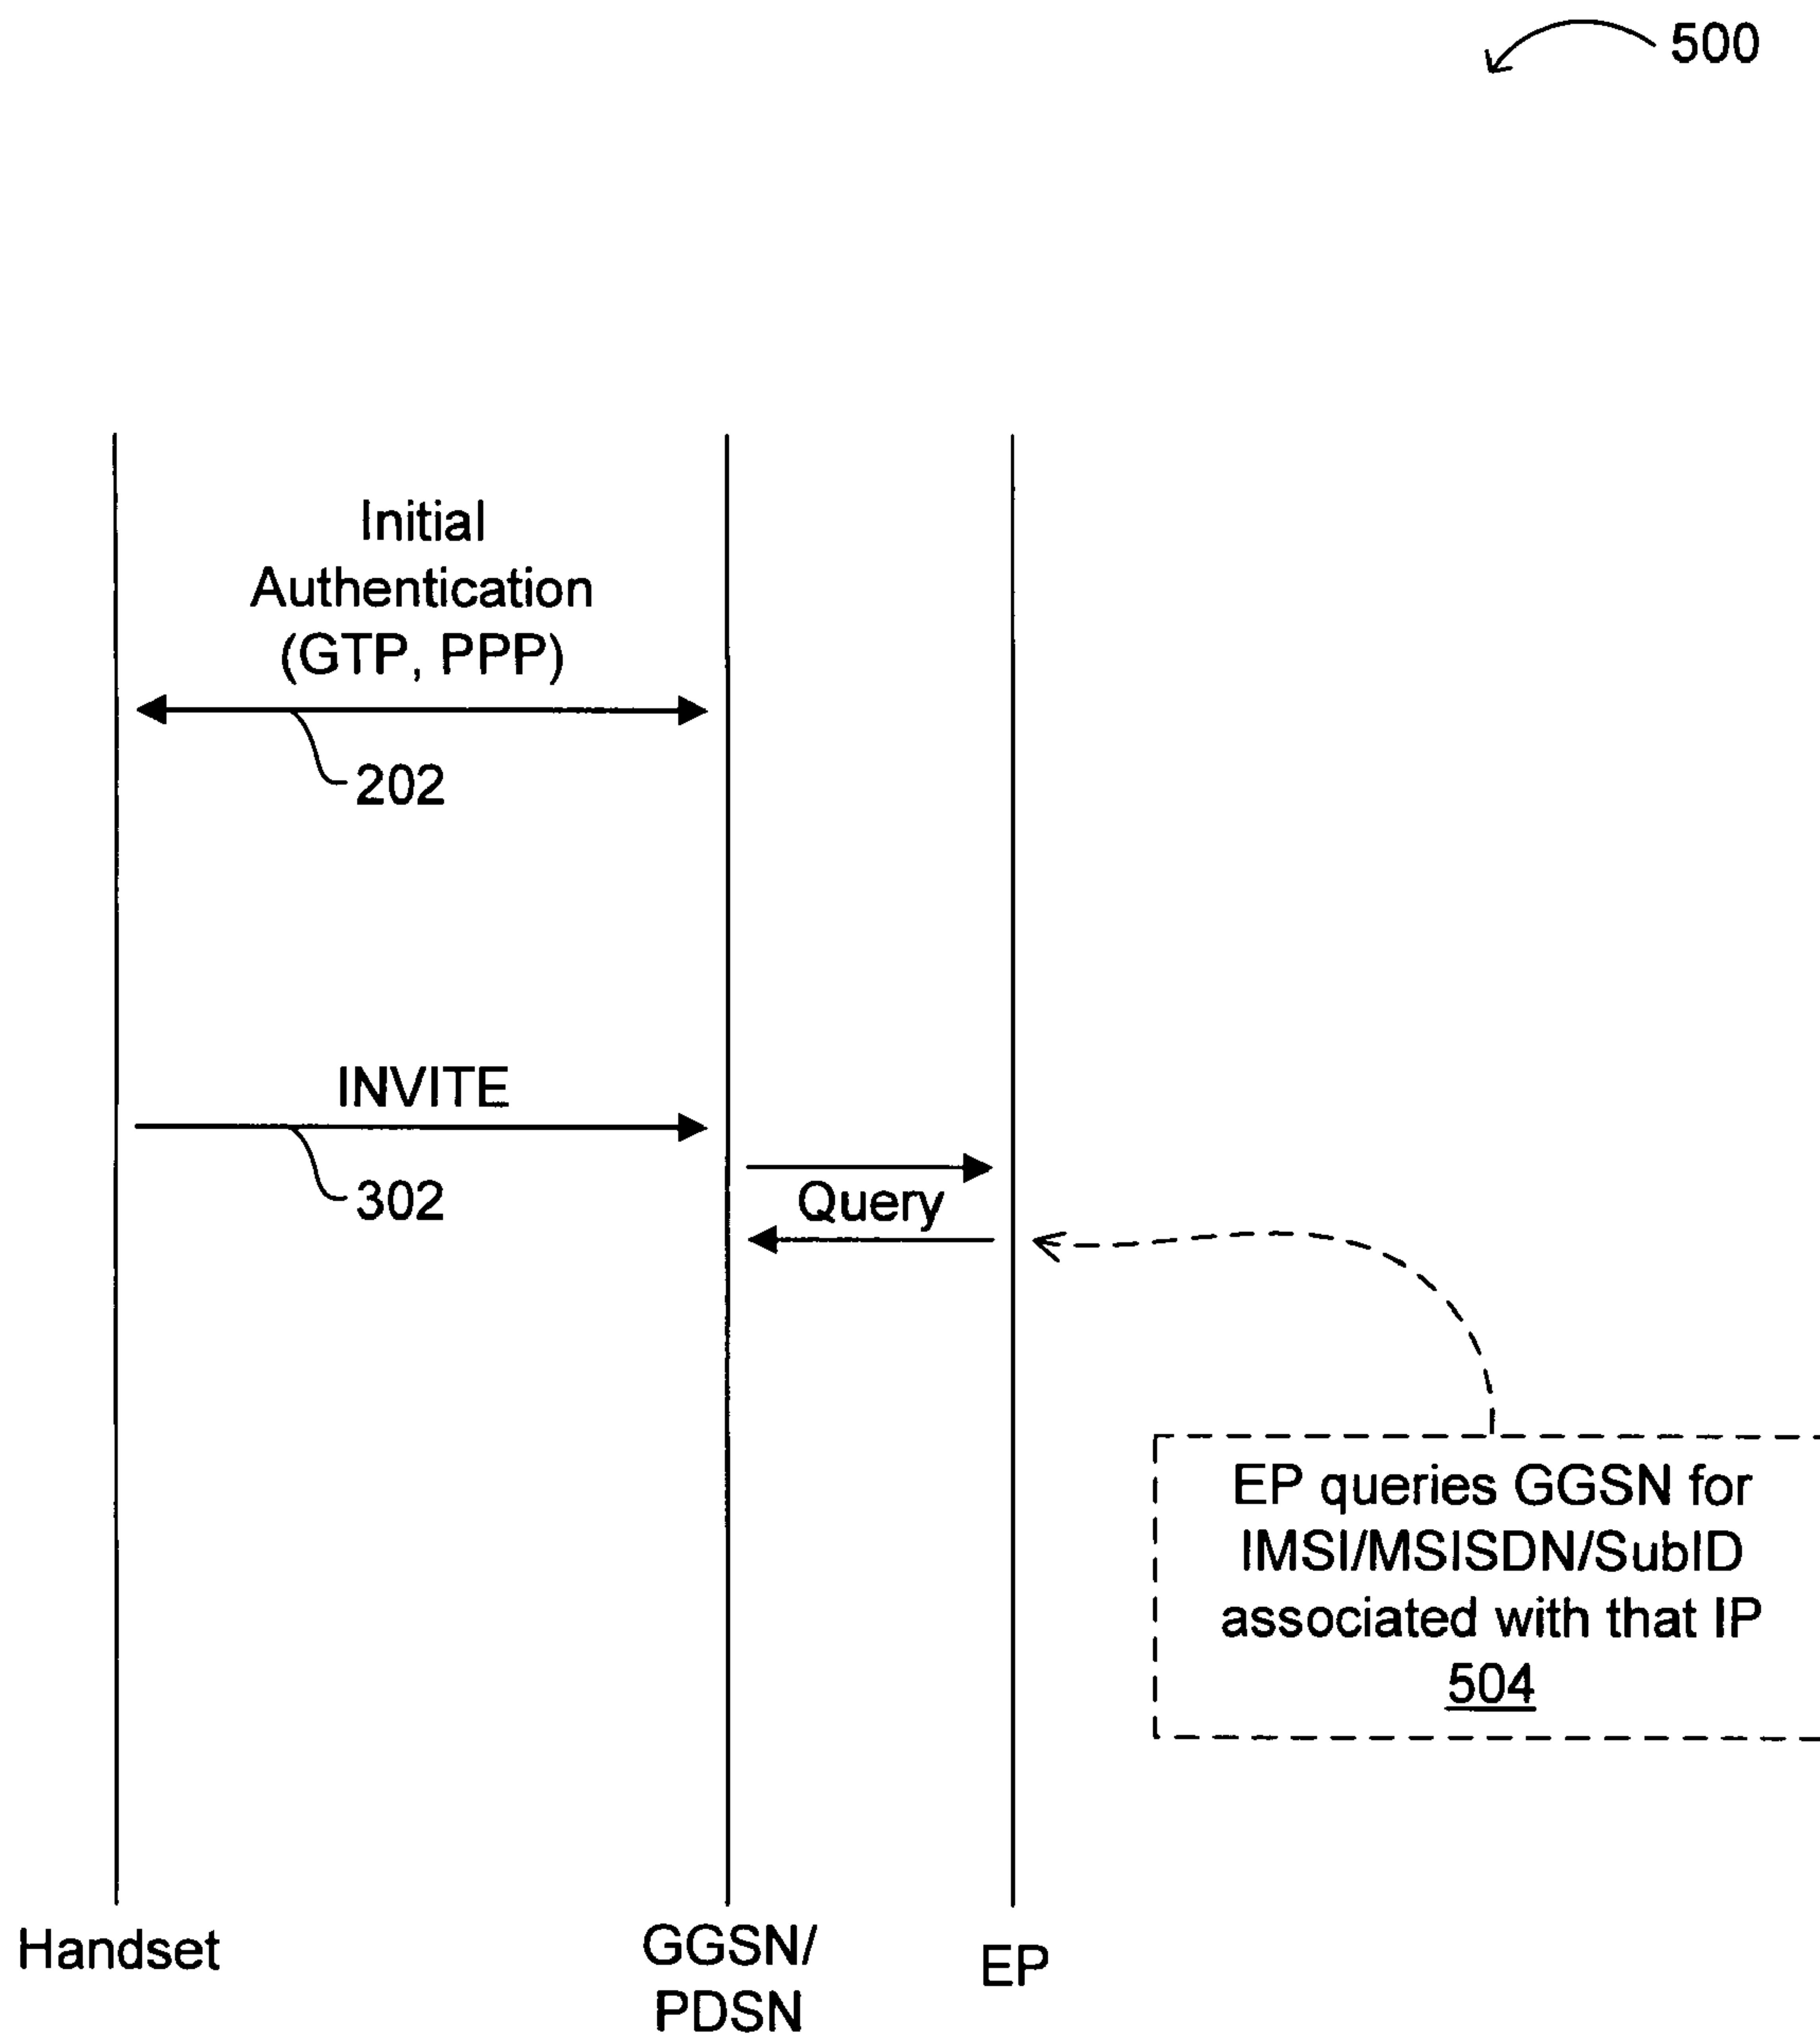 500
Initial
Authentication
(GTP, PPP)
202
INVITE
302
Query
EP queries GGSN for
IMSI/MSISDN/SubID
associated with that IP
504
Handset
GGSN/
PDSN
EP